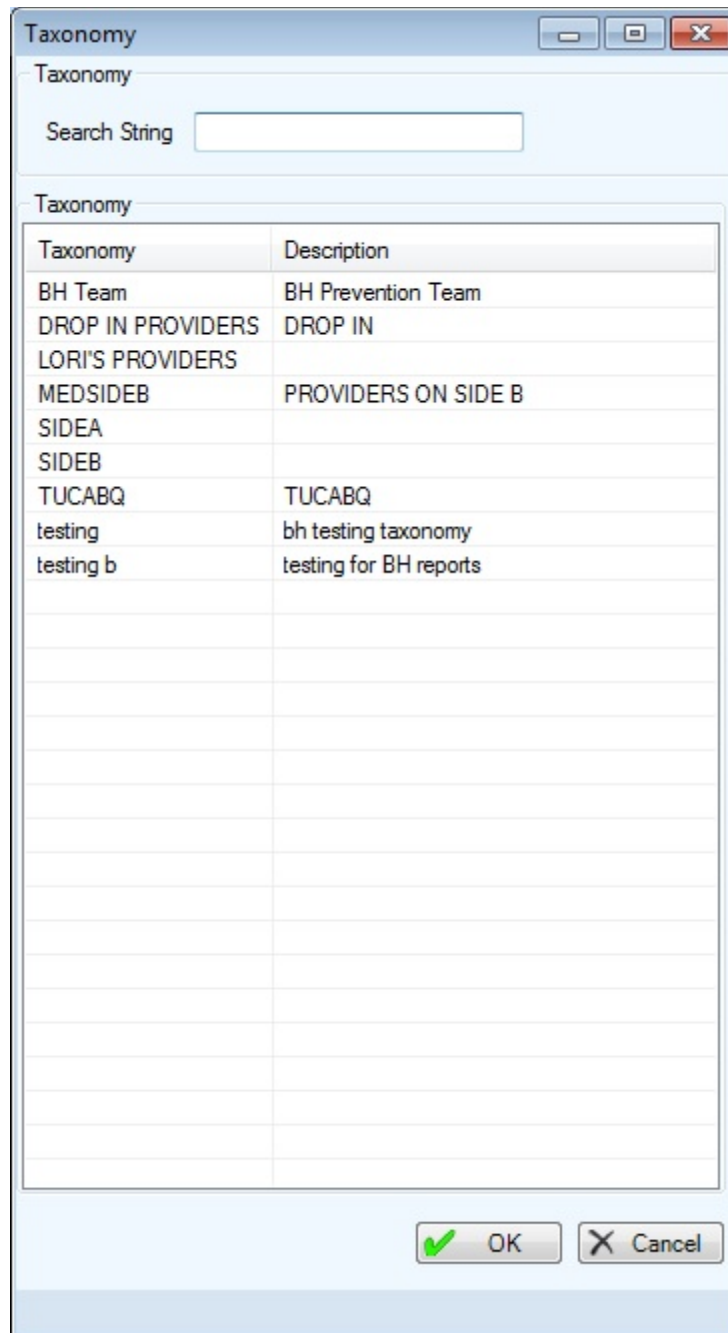 Taxonomy
Taxonomy
Search String
Taxonomy
Taxonomy Description
BH Team BH Prevention Team
DROP IN PROVIDERS DROP IN
LORI'S PROVIDERS
MEDSIDEB PROVIDERS ON SIDE B
SIDEA
SIDEB
TUCABQ TUCABQ
testing bh testing taxonomy
testing b testing for BH reports
OK Cancel